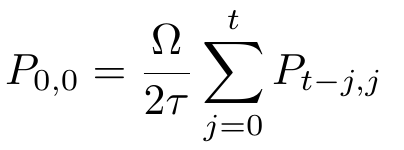 $P_{0,0} = \frac{\Omega}{2\tau} \sum_{j=0}^{t} P_{t-j,j}$